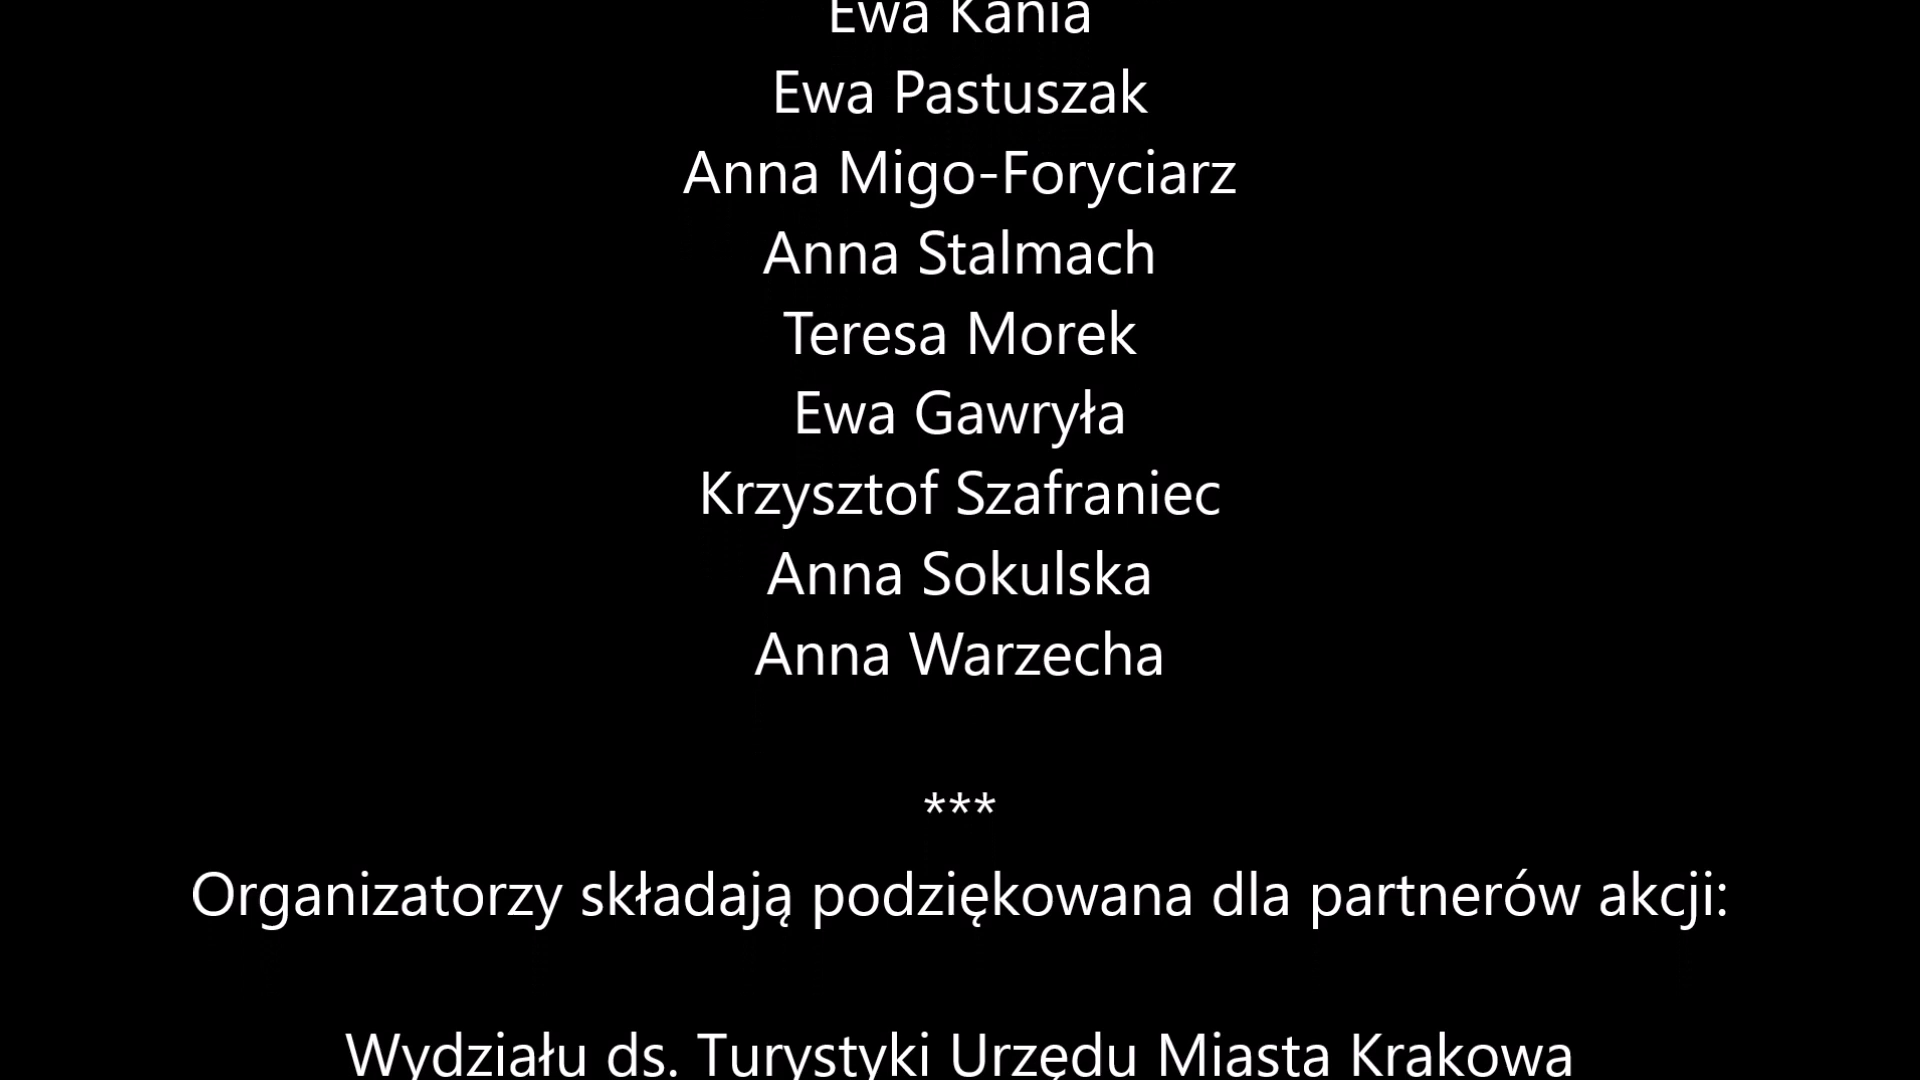 Ewa Kania
Ewa Pastuszak
Anna Migo-Foryciarz
Anna Stalmach
Teresa Morek
Ewa Gawryła
Krzysztof Szafraniec
Anna Sokulska
Anna Warzecha
***
Organizatorzy składają podziękowana dla partnerów akcji:
Wydziału ds. Turystyki Urzędu Miasta Krakowa